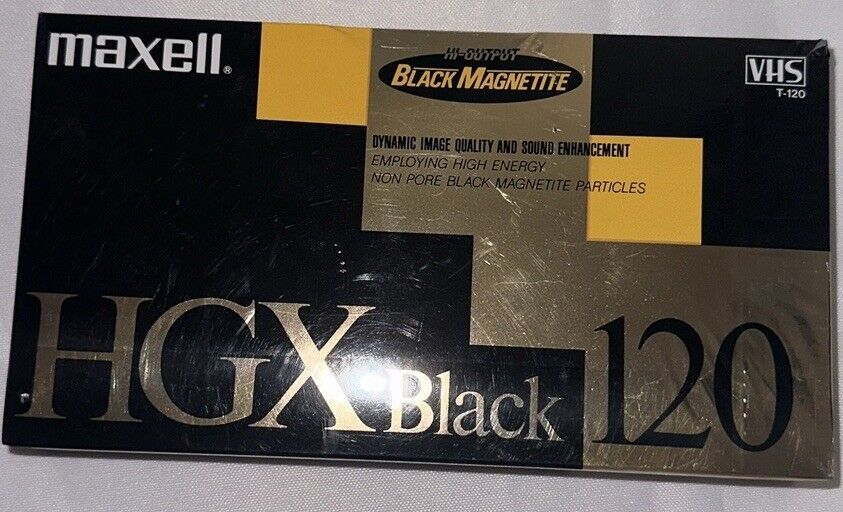 maxell®
HI-OUTPUT
BLACK MAGNETITE
VHS
T-120
DYNAMIC IMAGE QUALITY AND SOUND ENHANCEMENT
EMPLOYING HIGH ENERGY
NON PORE BLACK MAGNETITE PARTICLES
HGX Black 120